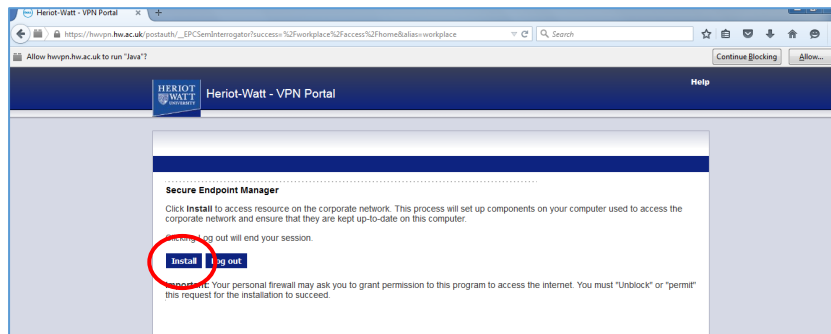 Heriot-Watt - VPN Portal
https://hwvpn.hw.ac.uk/postauth/_EPCSemInterrogator?success=%2Fworkplace%2Faccess%2Fhome&alias=workplace
Search
Allow hwvpn.hw.ac.uk to run "Java"?
Continue Blocking
Allow...
Help
HERIOT
WATT
UNIVERSITY
Heriot-Watt - VPN Portal
Secure Endpoint Manager
Click Install to access resource on the corporate network. This process will set up components on your computer used to access the
corporate network and ensure that they are kept up-to-date on this computer.
Clicking Log out will end your session.
Install
Log out
Important: Your personal firewall may ask you to grant permission to this program to access the internet. You must "Unblock" or "permit"
this request for the installation to succeed.